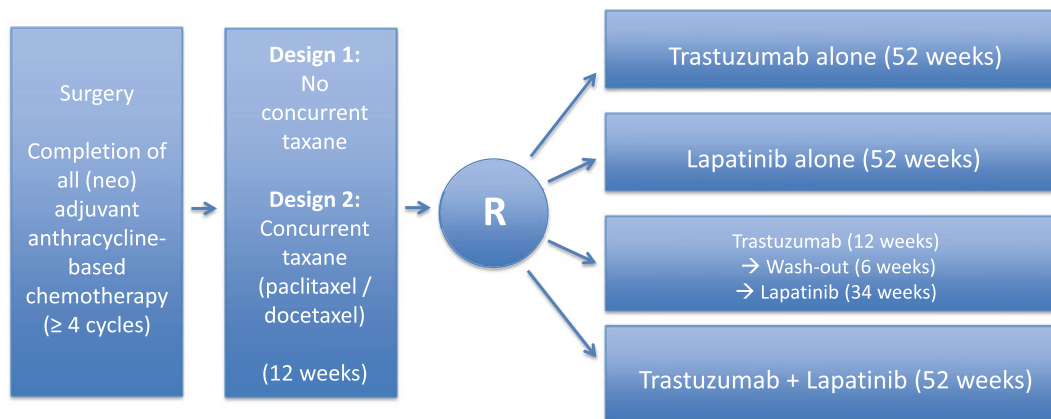 Surgery
Completion of
all (neo)
adjuvant
anthracycline-
based
chemotherapy
(≥ 4 cycles)
Design 1:
No
concurrent
taxane
Design 2:
Concurrent
taxane
(paclitaxel /
docetaxel)
(12 weeks)
R
Trastuzumab alone (52 weeks)
Lapatinib alone (52 weeks)
Trastuzumab (12 weeks)
→ Wash-out (6 weeks)
→ Lapatinib (34 weeks)
Trastuzumab + Lapatinib (52 weeks)